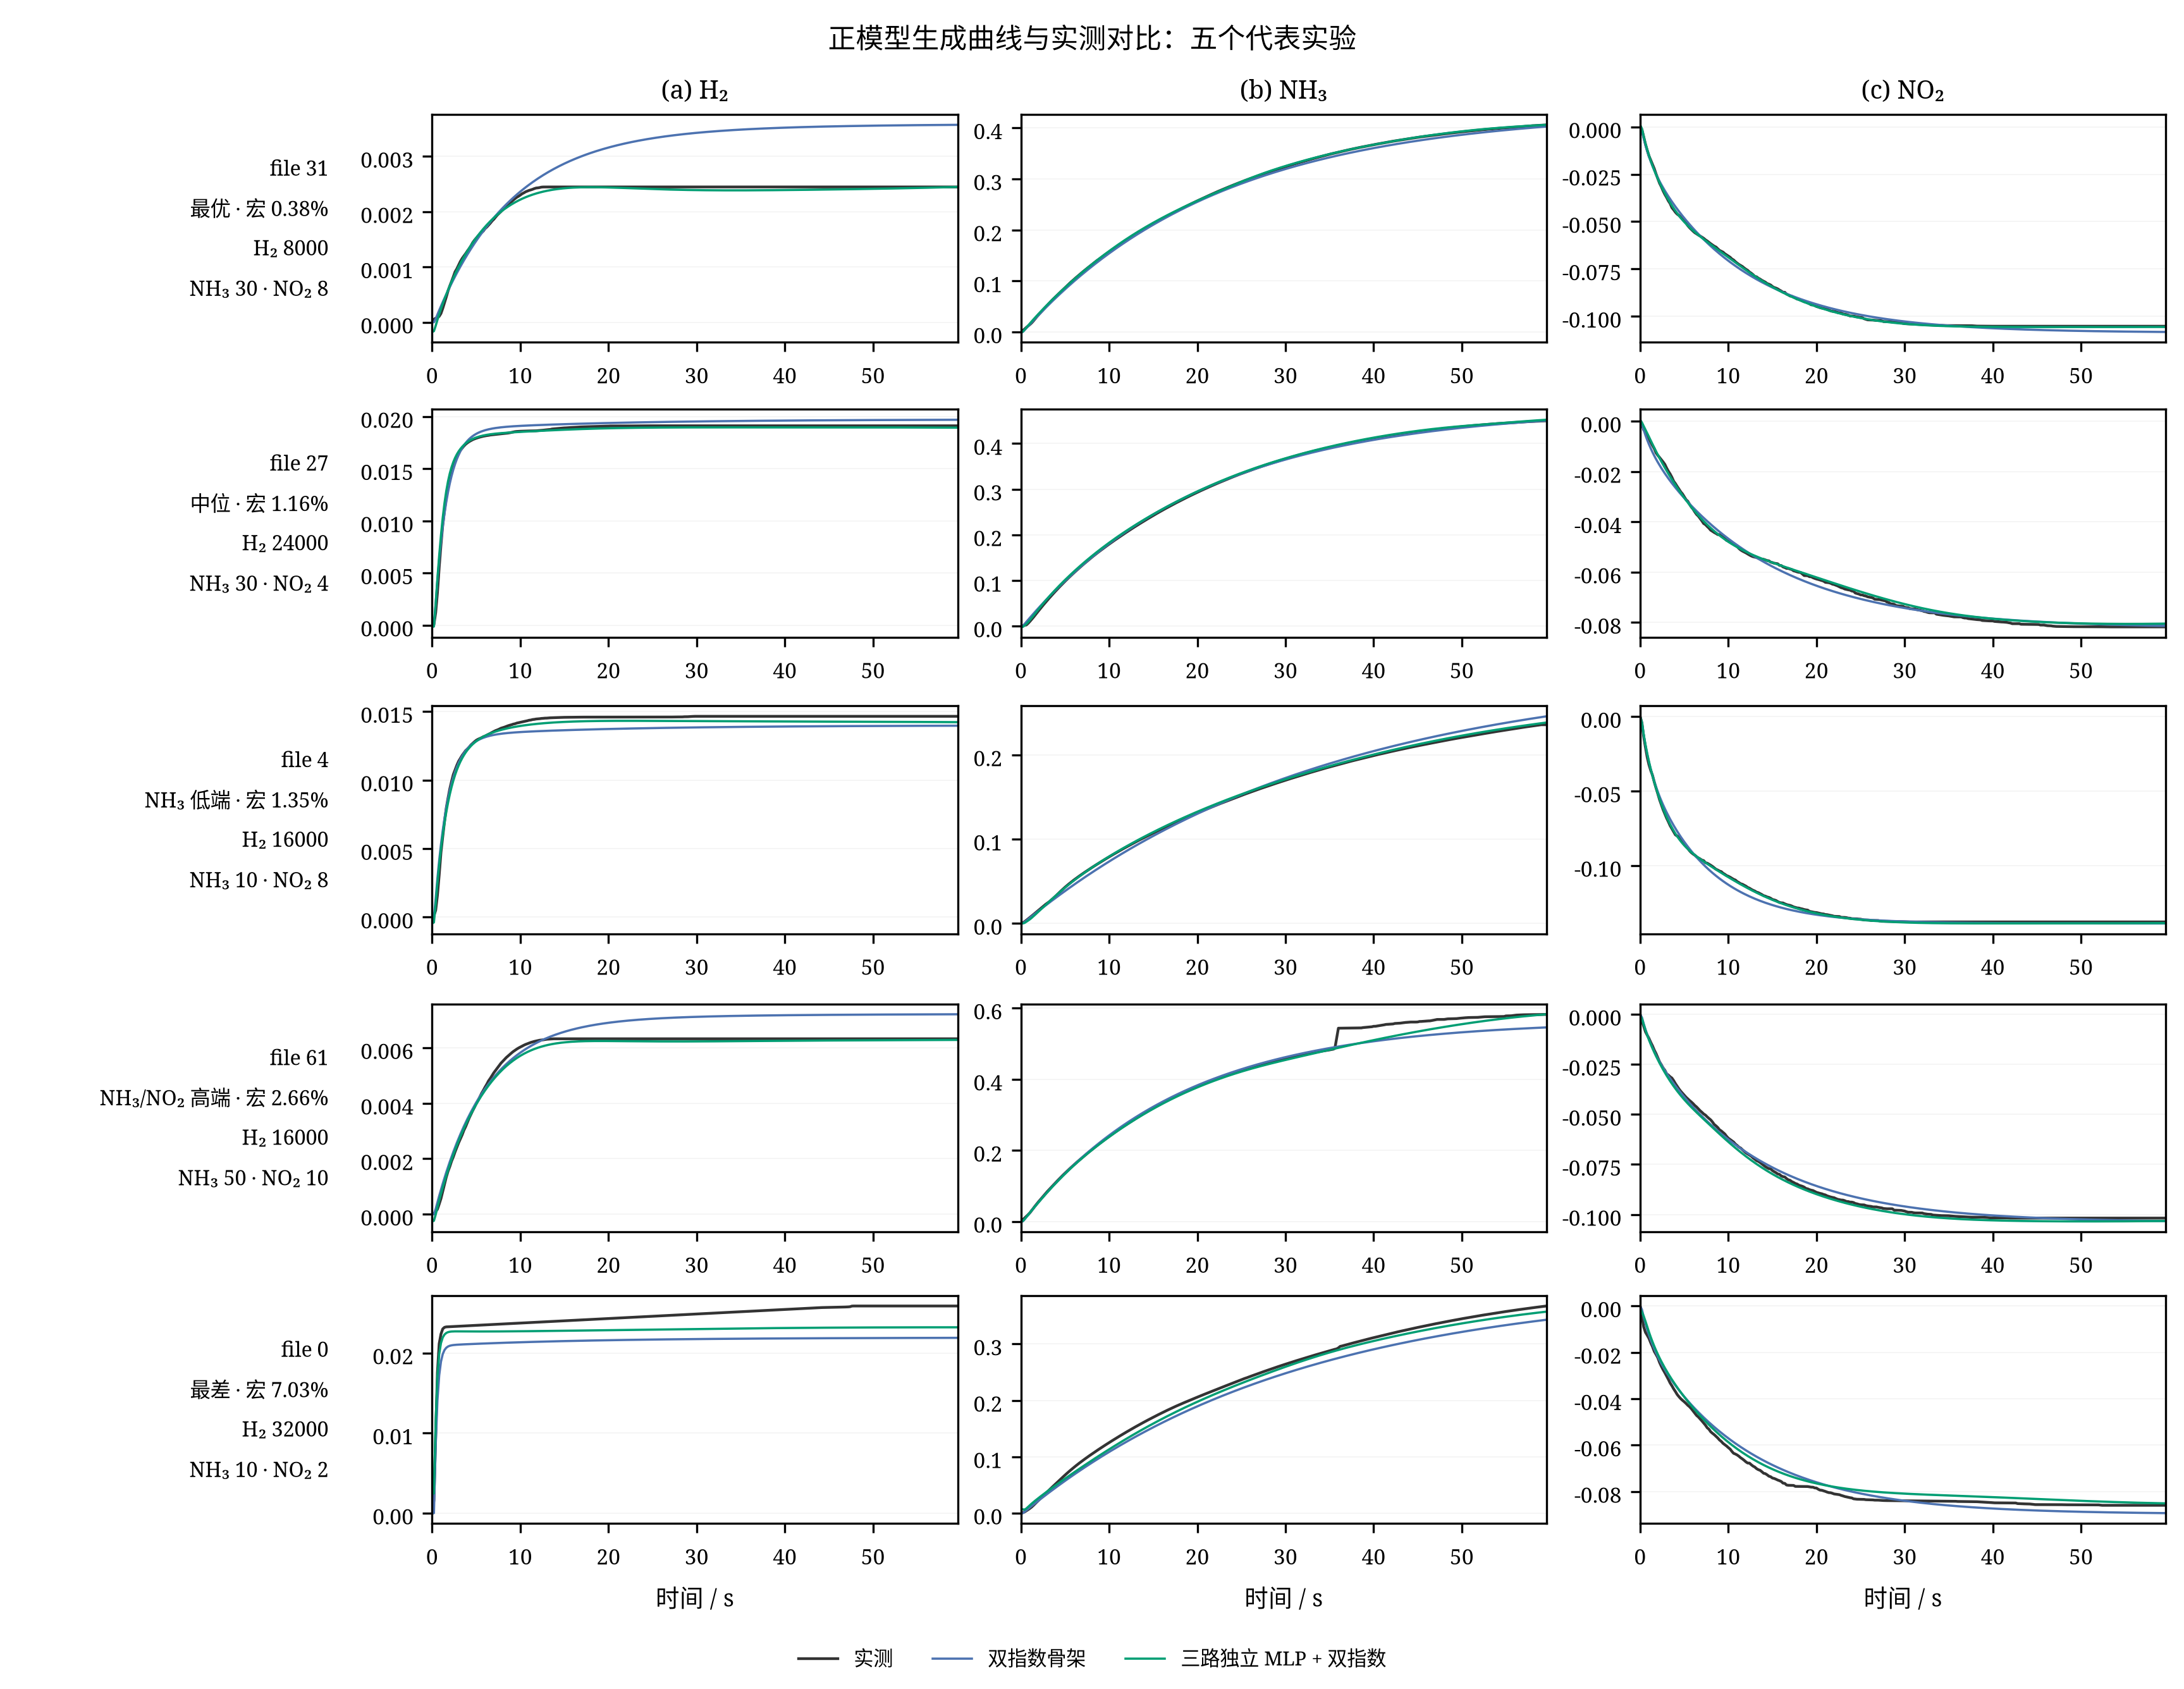 正模型生成曲线与实测对比：五个代表实验
(a) H₂
(b) NH₃
(c) NO₂
file 31
最优 · 宏 0.38%
H₂ 8000
NH₃ 30 · NO₂ 8
0.003
0.002
0.001
0.000
0 10 20 30 40 50
0.4
0.3
0.2
0.1
0.0
0 10 20 30 40 50
0.000
-0.025
-0.050
-0.075
-0.100
0 10 20 30 40 50
file 27
中位 · 宏 1.16%
H₂ 24000
NH₃ 30 · NO₂ 4
0.020
0.015
0.010
0.005
0.000
0 10 20 30 40 50
0.4
0.3
0.2
0.1
0.0
0 10 20 30 40 50
0.00
-0.02
-0.04
-0.06
-0.08
0 10 20 30 40 50
file 4
NH₃ 低端 · 宏 1.35%
H₂ 16000
NH₃ 10 · NO₂ 8
0.015
0.010
0.005
0.000
0 10 20 30 40 50
0.2
0.1
0.0
0 10 20 30 40 50
0.00
-0.05
-0.10
0 10 20 30 40 50
file 61
NH₃/NO₂ 高端 · 宏 2.66%
H₂ 16000
NH₃ 50 · NO₂ 10
0.006
0.004
0.002
0.000
0 10 20 30 40 50
0.6
0.4
0.2
0.0
0 10 20 30 40 50
0.000
-0.025
-0.050
-0.075
-0.100
0 10 20 30 40 50
file 0
最差 · 宏 7.03%
H₂ 32000
NH₃ 10 · NO₂ 2
0.02
0.01
0.00
0 10 20 30 40 50
时间 / s
0.3
0.2
0.1
0.0
0 10 20 30 40 50
时间 / s
0.00
-0.02
-0.04
-0.06
-0.08
0 10 20 30 40 50
时间 / s
实测
双指数骨架
三路独立 MLP + 双指数